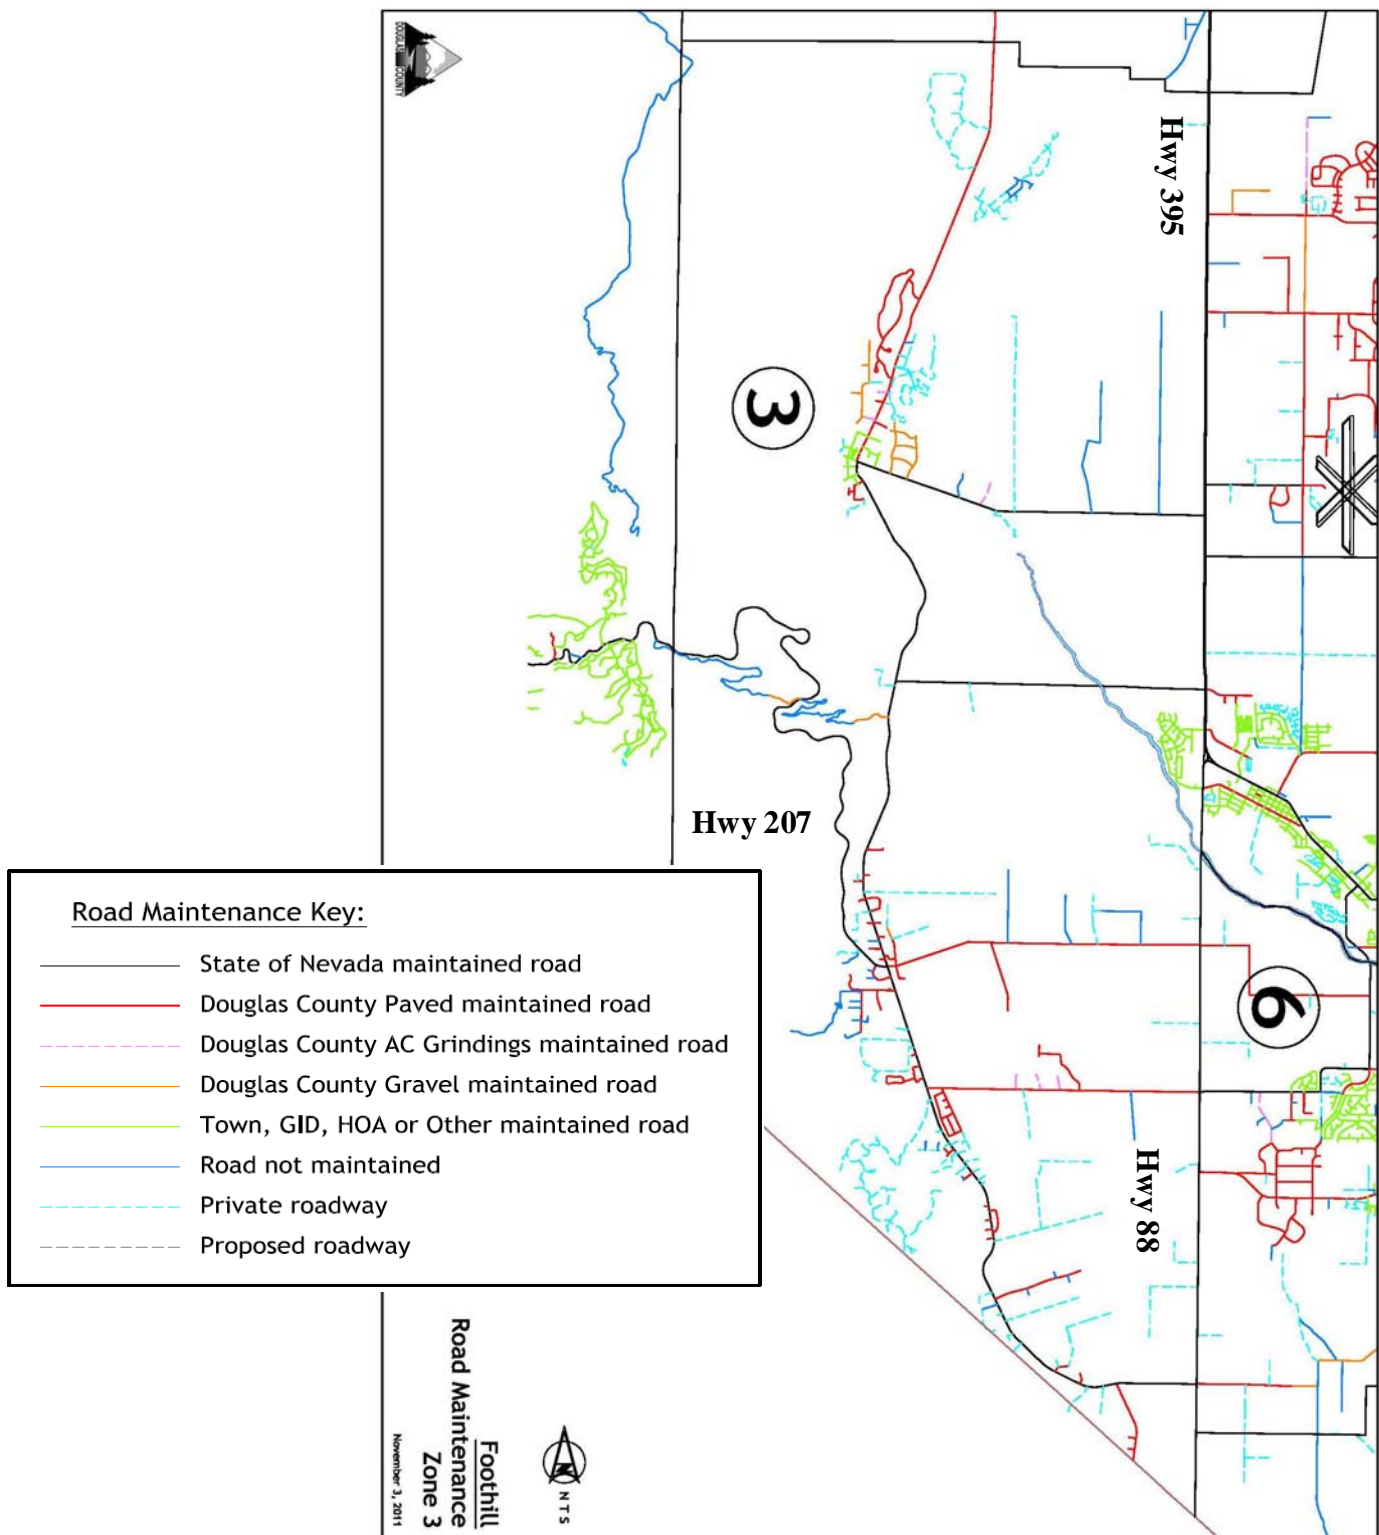 DOUGLAS COUNTY
Hwy 395
3
Hwy 207
6
Hwy 88
Road Maintenance Key:
State of Nevada maintained road
Douglas County Paved maintained road
Douglas County AC Grindings maintained road
Douglas County Gravel maintained road
Town, GID, HOA or Other maintained road
Road not maintained
Private roadway
Proposed roadway
Foothill
Road Maintenance
Zone 3
November 3, 2011
N
NTS